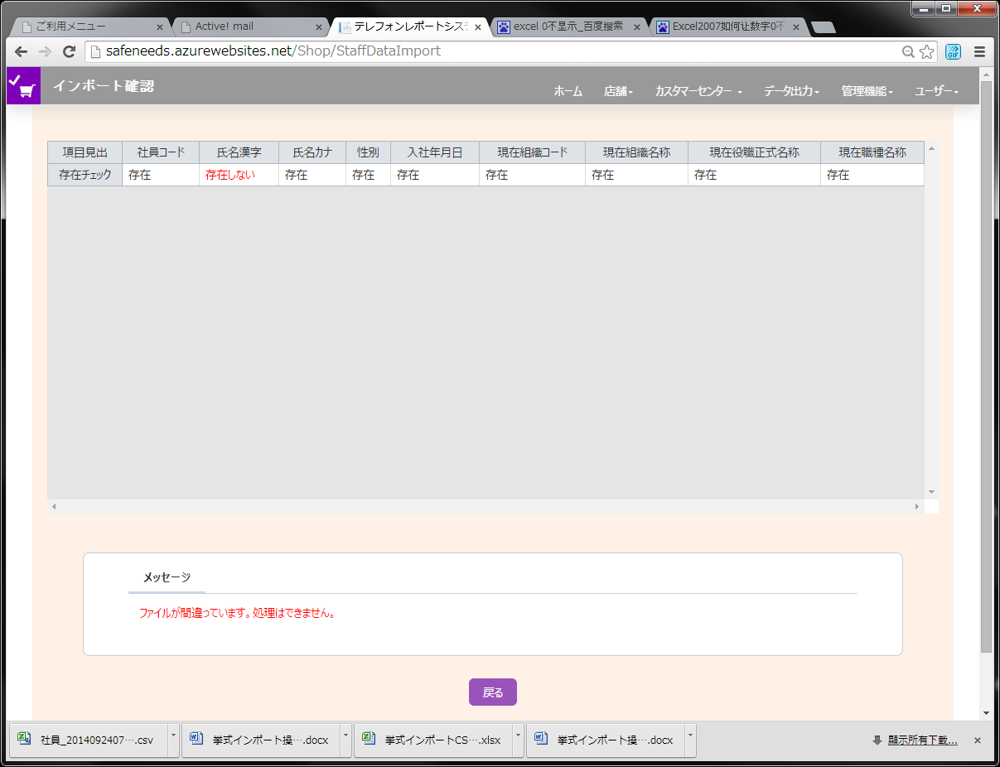 ご利用メニュー
Active! mail
テレフォンレポートシス
excel 0不显示_百度搜索
Excel2007如何让数字0不
safeneeds.azurewebsites.net/Shop/StaffDataImport
GIF
インポート確認
ホーム 店舗 カスタマーセンター データ出力 管理機能 ユーザー
項目見出 社員コード 氏名漢字 氏名カナ 性別 入社年月日 現在組織コード 現在組織名称 現在役職正式名称 現在職種名称
存在チェック 存在 存在しない 存在 存在 存在 存在 存在 存在 存在
メッセージ
ファイルが間違っています。処理はできません。
戻る
社員_2014092407….csv
挙式インポート操….docx
挙式インポートCS….xlsx
挙式インポート操….docx
顯示所有下載...